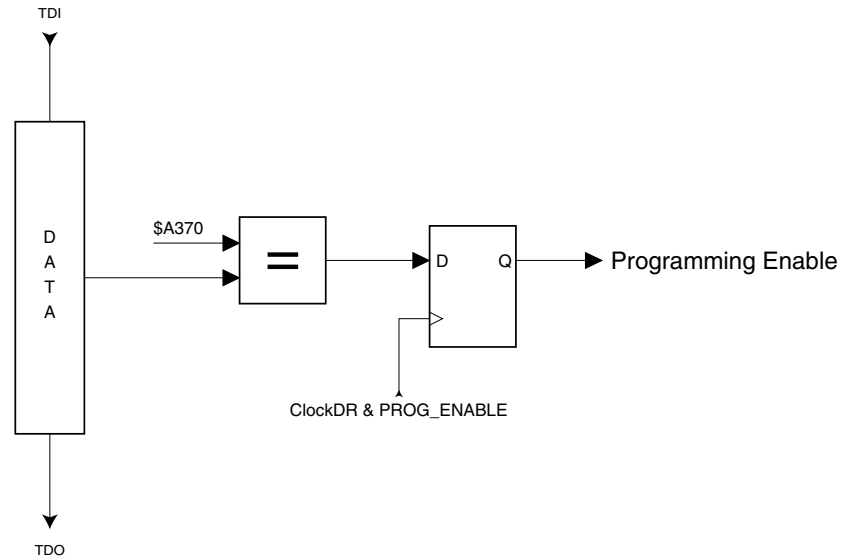 TDI
D
A
T
A
$A370
=
D
Q
Programming Enable
ClockDR & PROG_ENABLE
TDO